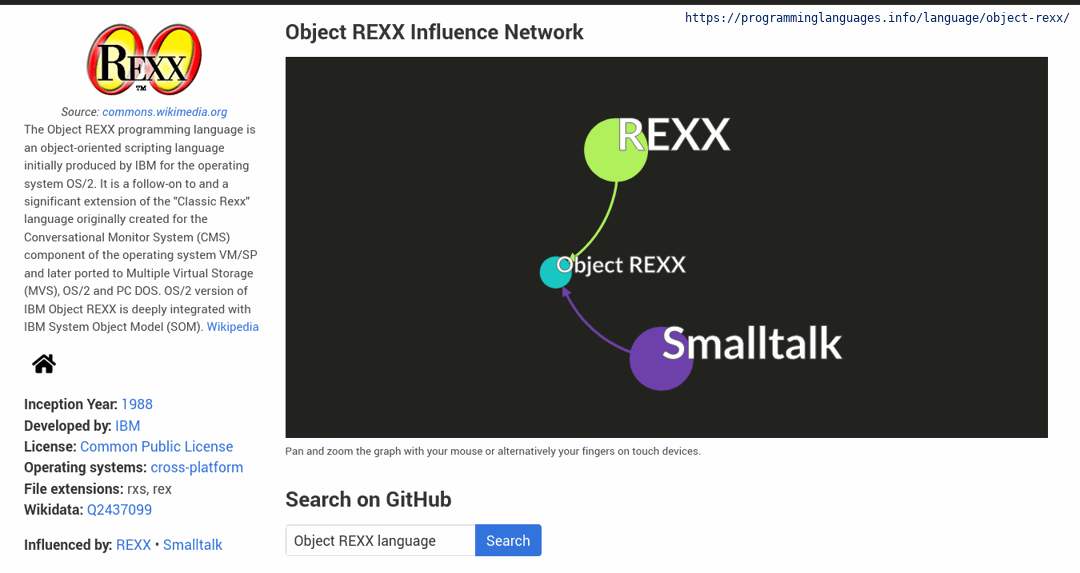 https://programminglanguages.info/language/object-rexx/
REXX
TM
Source: commons.wikimedia.org
The Object REXX programming language is
an object-oriented scripting language
initially produced by IBM for the operating
system OS/2. It is a follow-on to and a
significant extension of the "Classic Rexx"
language originally created for the
Conversational Monitor System (CMS)
component of the operating system VM/SP
and later ported to Multiple Virtual Storage
(MVS), OS/2 and PC DOS. OS/2 version of
IBM Object REXX is deeply integrated with
IBM System Object Model (SOM). Wikipedia
Inception Year: 1988
Developed by: IBM
License: Common Public License
Operating systems: cross-platform
File extensions: rxs, rex
Wikidata: Q2437099
Influenced by: REXX • Smalltalk
Object REXX Influence Network
REXX
Object REXX
Smalltalk
Pan and zoom the graph with your mouse or alternatively your fingers on touch devices.
Search on GitHub
Object REXX language
Search